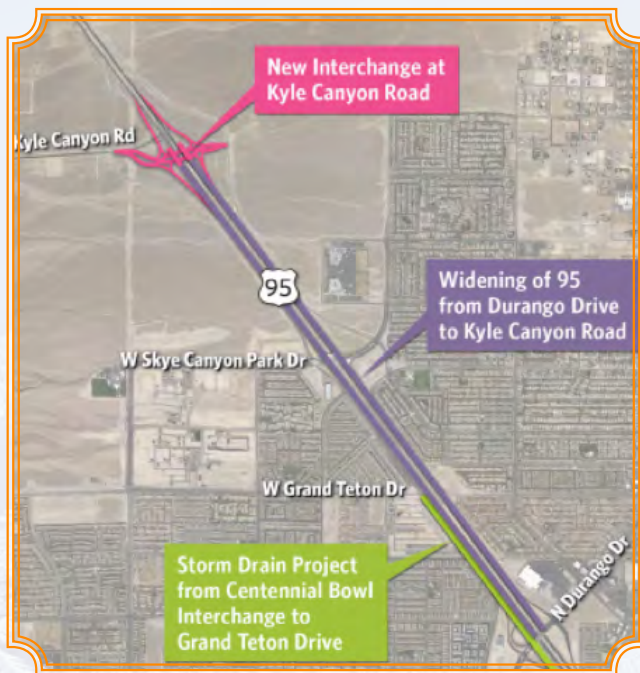 New Interchange at
Kyle Canyon Road
Kyle Canyon Rd
95
Widening of 95
from Durango Drive
to Kyle Canyon Road
W Skye Canyon Park Dr
W Grand Teton Dr
Storm Drain Project
from Centennial Bowl
Interchange to
Grand Teton Drive
N Durango Dr